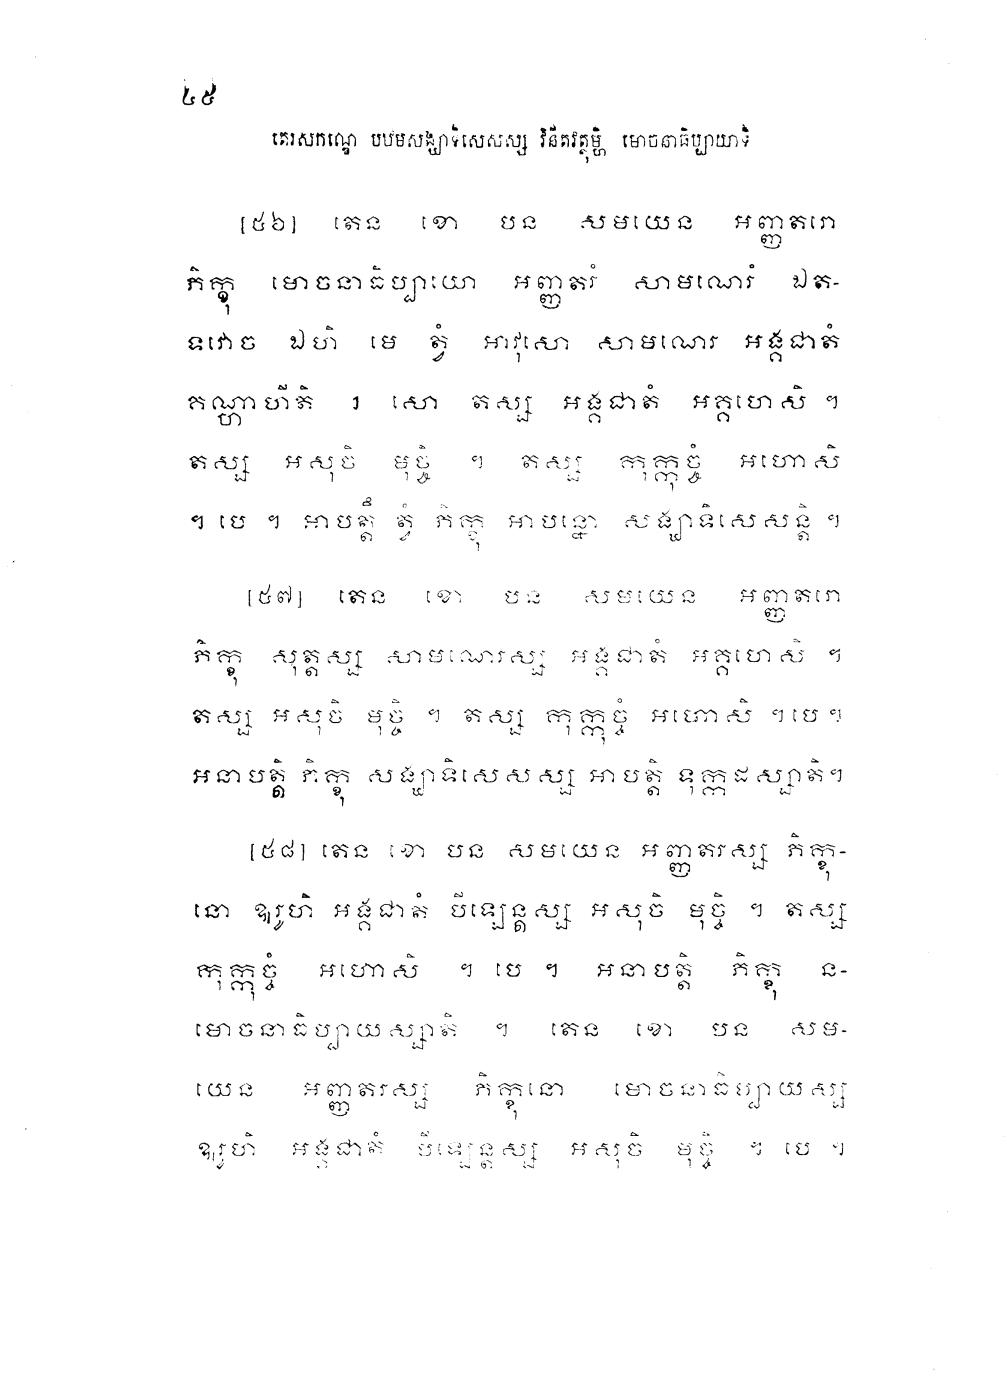 ៤៥
តេរសកណ្ឌេ បឋមសង្ឃាទិសេសស្ស វិនីតវត្ថុម្ហិ មោចនាធិប្បាយាទិ
[៥៦] តេន ខោ បន សមយេន អញ្ញតរោ
ភិក្ខុ មោចនាធិប្បាយោ អញ្ញតរំ សាមណេរំ ឯត-
ទវោច ឯហិ មេ ត្វំ អាវុសោ សាមណេរ អង្គជាតំ
គណ្ហាហីតិ ។ សោ តស្ស អង្គជាតំ អគ្គហេសិ ។
តស្ស អសុចិ មុច្ចិ ។ តស្ស កុក្កុច្ចំ អហោសិ
។ បេ ។ អាបត្តឹ ត្វំ ភិក្ខុ អាបន្នោ សង្ឃាទិសេសន្តិ ។
[៥៧] តេន ខោ បន សមយេន អញ្ញតរោ
ភិក្ខុ សុត្តស្ស សាមណេរស្ស អង្គជាតំ អគ្គហេសិ ។
តស្ស អសុចិ មុច្ចិ ។ តស្ស កុក្កុច្ចំ អហោសិ ។ បេ ។
អនាបត្តិ ភិក្ខុ សង្ឃាទិសេសស្ស អាបត្តិ ទុក្កដស្សាតិ។
[៥៨] តេន ខោ បន សមយេន អញ្ញតរស្ស ភិក្ខុ-
នោ ឩរូហិ អង្គជាតំ បីឡេន្តស្ស អសុចិ មុច្ចិ ។ តស្ស
កុក្កុច្ចំ អហោសិ ។ បេ ។ អនាបត្តិ ភិក្ខុ ន-
មោចនាធិប្បាយស្សាតិ ។ តេន ខោ បន សម-
យេន អញ្ញតរស្ស ភិក្ខុនោ មោចនាធិប្បាយស្ស
ឩរូហិ អង្គជាតំ បីឡេន្តស្ស អសុចិ មុច្ចិ ។ បេ ។